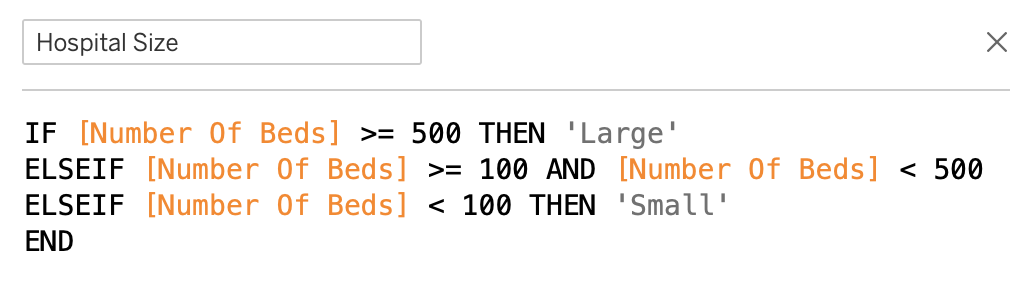 Hospital Size
IF [Number Of Beds] >= 500 THEN 'Large'
ELSEIF [Number Of Beds] >= 100 AND [Number Of Beds] < 500
ELSEIF [Number Of Beds] < 100 THEN 'Small'
END